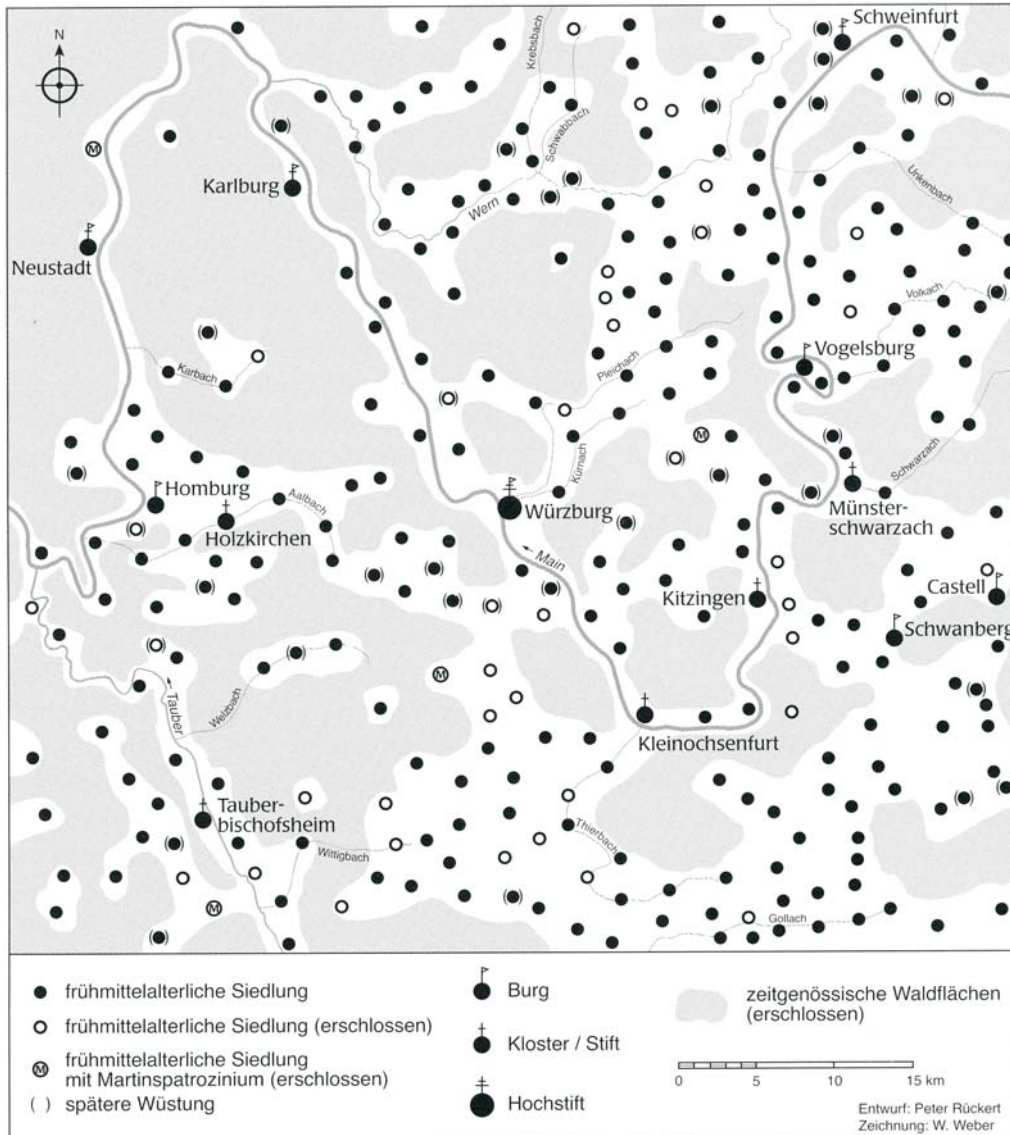 Schweinfurt
N
Krebsbach
Schwabbach
Karlburg
Wern
Unkenbach
Neustadt
Volkach
Vogelsburg
Karbach
Pleichach
Kürnach
Schwarzach
Homburg
Aalbach
Würzburg
Münster-
schwarzach
Holzkirchen
Main
Castell
Kitzingen
Schwanberg
Tauber
Welzbach
Kleinochsenfurt
Tauber-
bischofsheim
Wittigbach
Thierbach
Gollach
frühmittelalterliche Siedlung
frühmittelalterliche Siedlung (erschlossen)
M frühmittelalterliche Siedlung
mit Martinspatrozinium (erschlossen)
( ) spätere Wüstung
Burg
Kloster / Stift
Hochstift
zeitgenössische Waldflächen
(erschlossen)
0 5 10 15 km
Entwurf: Peter Rückert
Zeichnung: W. Weber